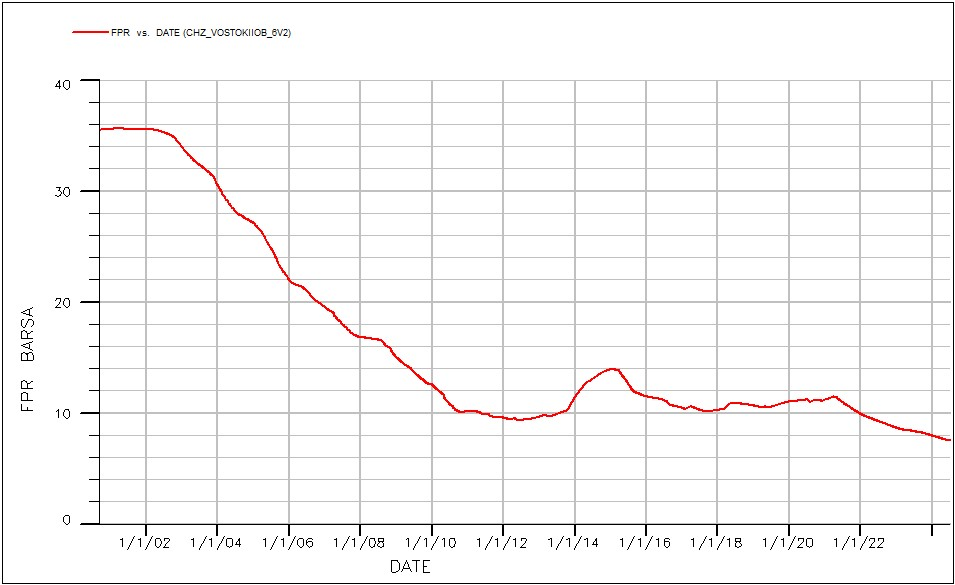 FPR vs. DATE (CHZ_VOSTOKIIOB_6V2)
40
30
20
10
0
FPR BARSA
1/1/02 1/1/04 1/1/06 1/1/08 1/1/10 1/1/12 1/1/14 1/1/16 1/1/18 1/1/20 1/1/22
DATE